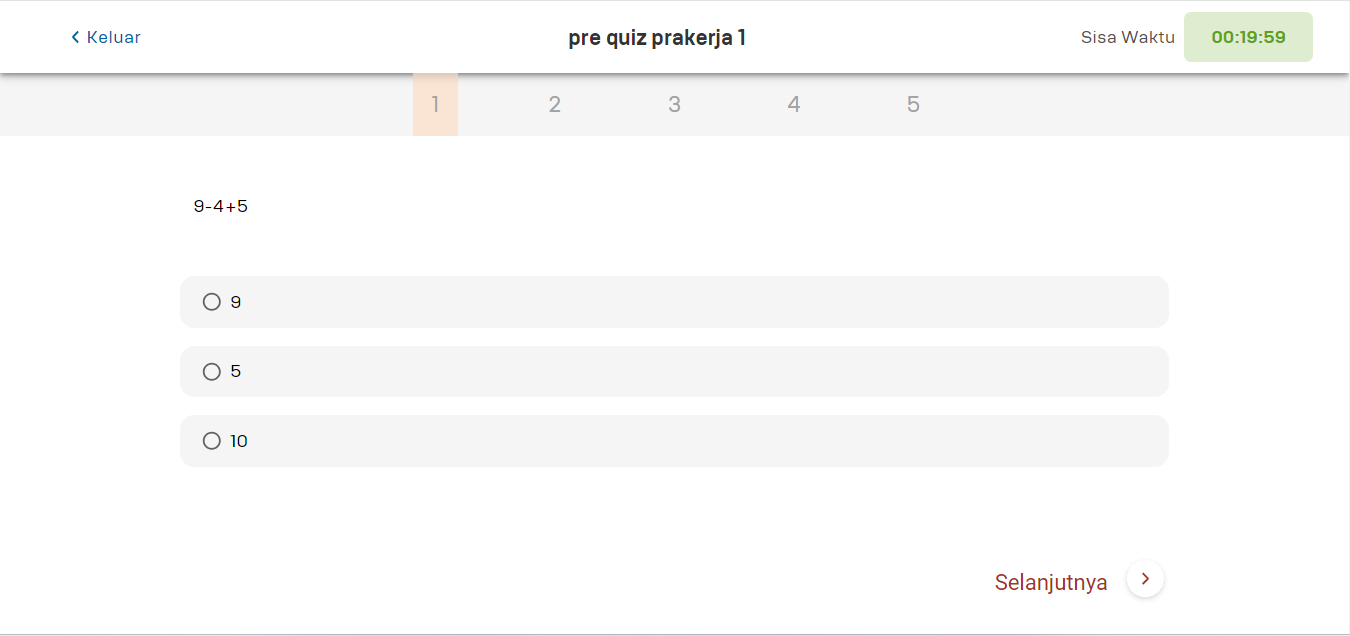 Keluar
pre quiz prakerja 1
Sisa Waktu 00:19:59
1 2 3 4 5
9-4+5
9
5
10
Selanjutnya